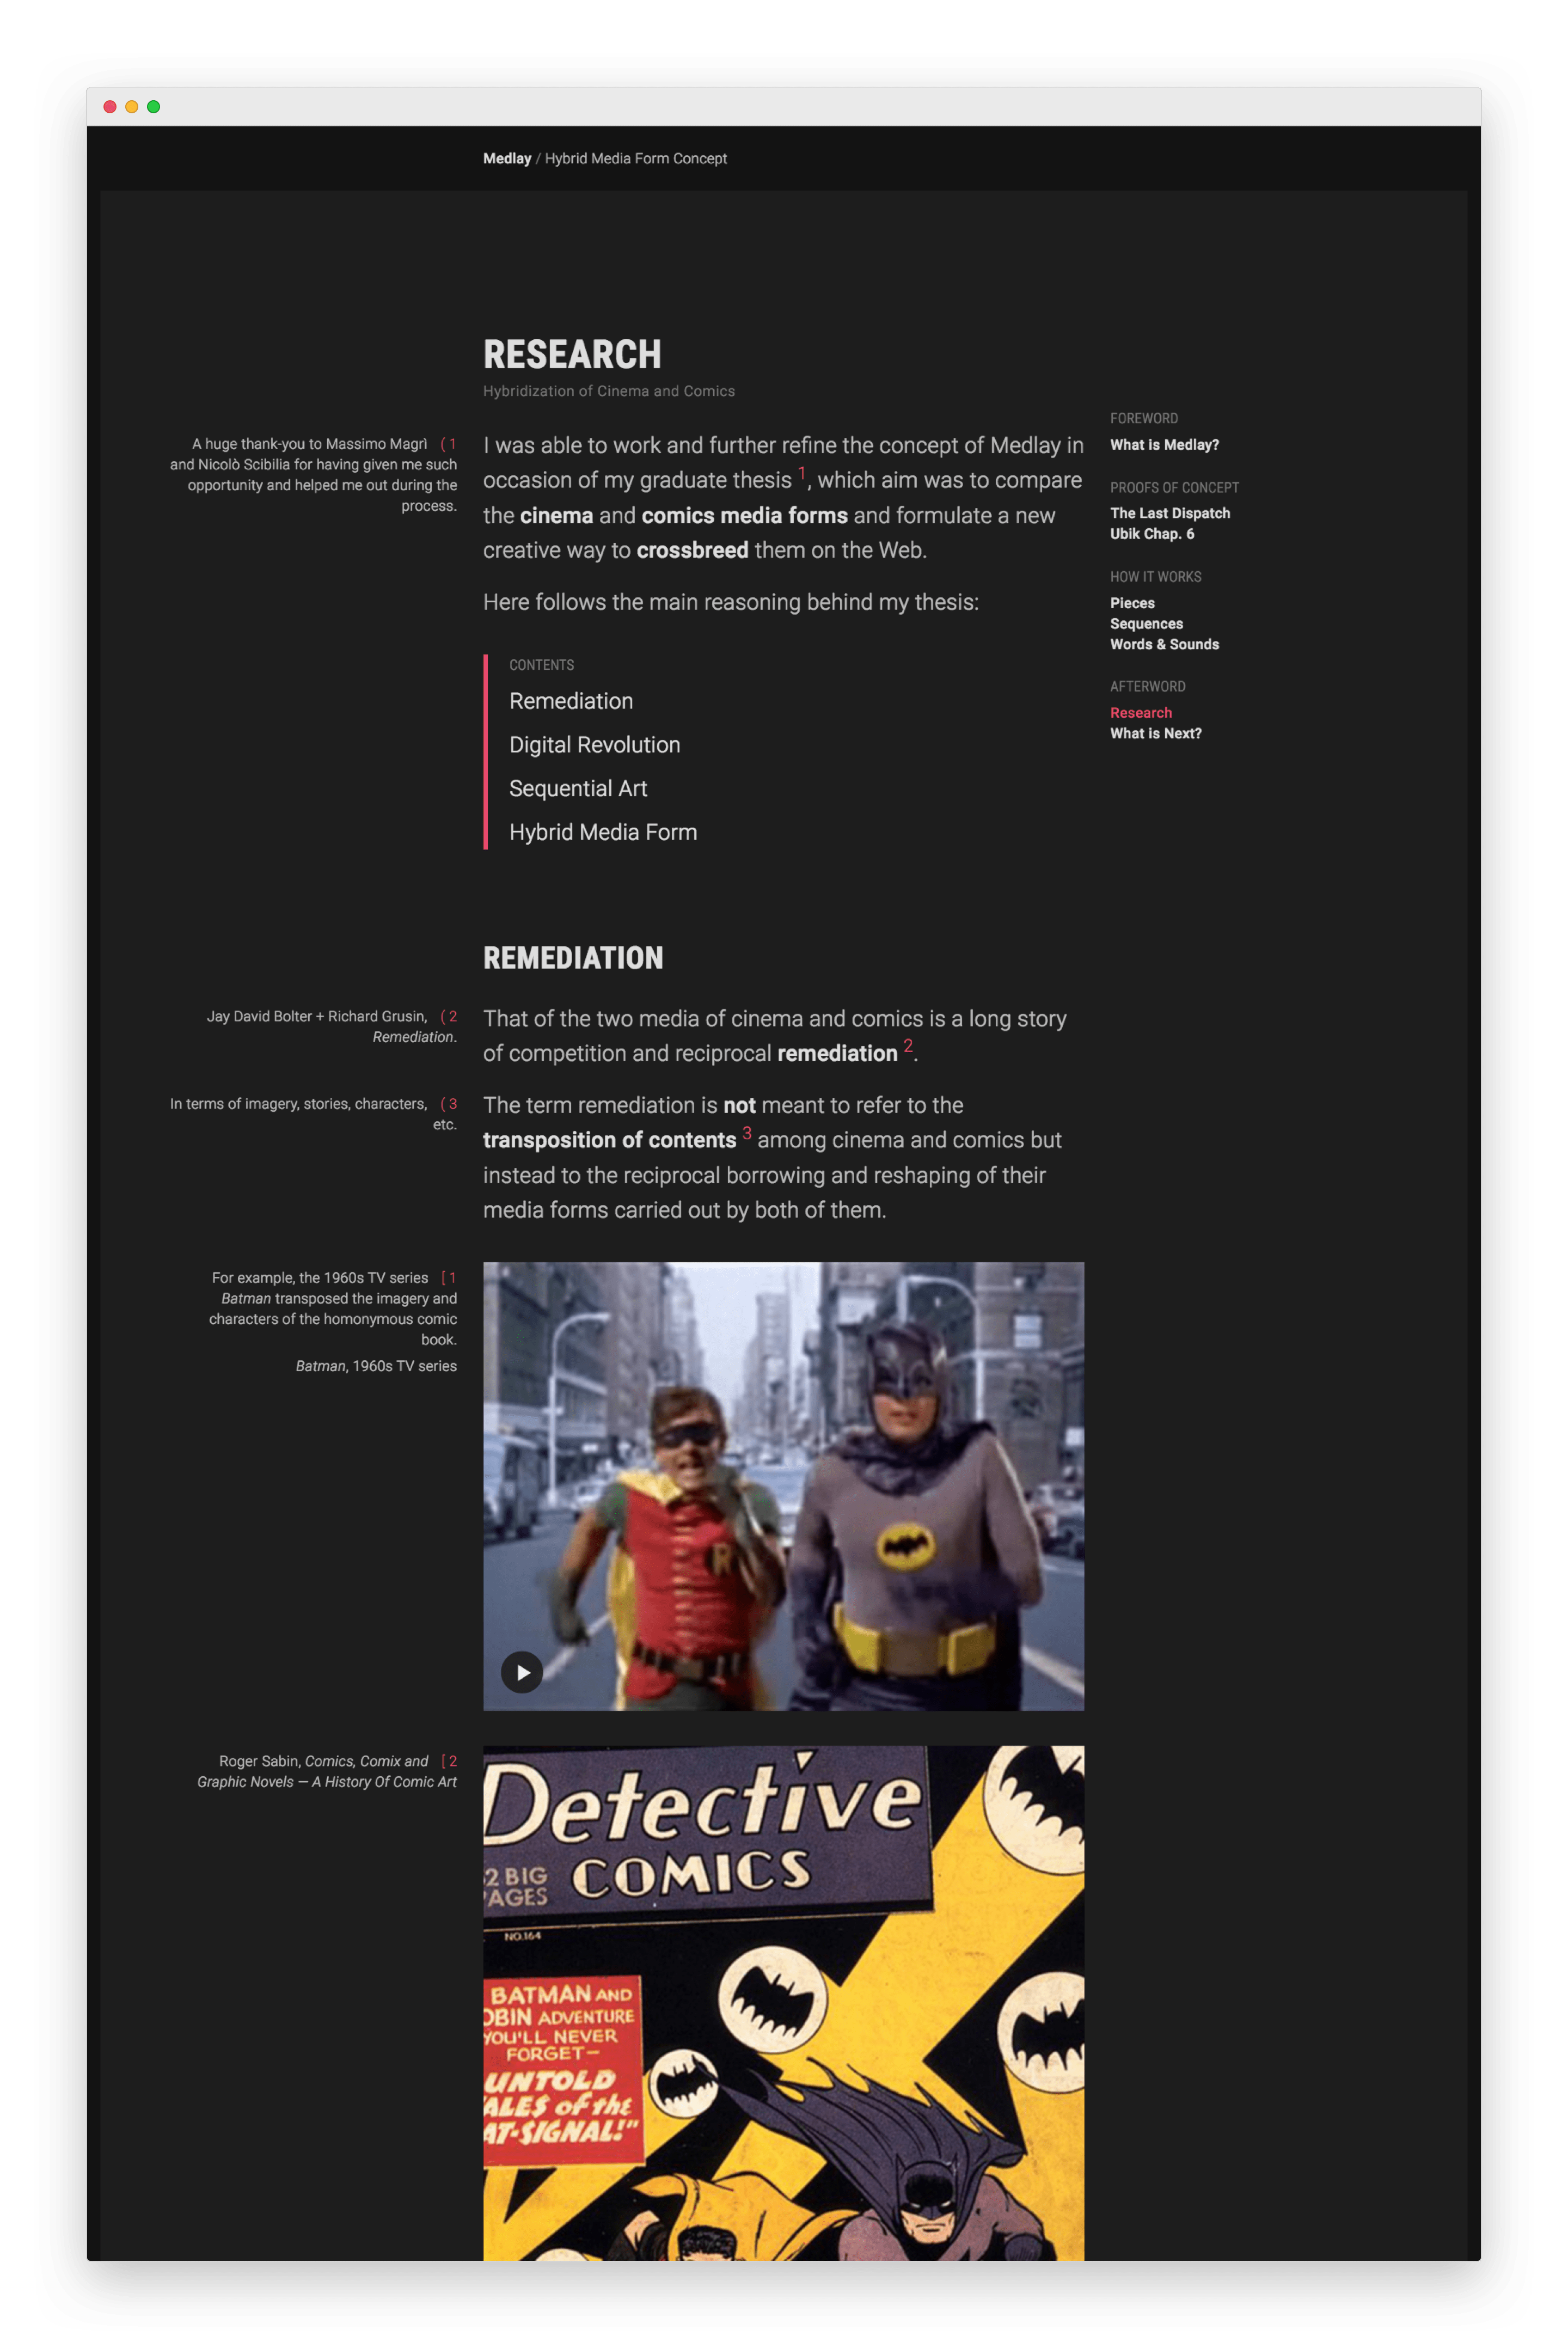 Medlay / Hybrid Media Form Concept
RESEARCH
Hybridization of Cinema and Comics
A huge thank-you to Massimo Magrì ( 1
and Nicolò Scibilia for having given me such
opportunity and helped me out during the
process.
I was able to work and further refine the concept of Medlay in
occasion of my graduate thesis 1, which aim was to compare
the cinema and comics media forms and formulate a new
creative way to crossbreed them on the Web.
Here follows the main reasoning behind my thesis:
CONTENTS
Remediation
Digital Revolution
Sequential Art
Hybrid Media Form
FOREWORD
What is Medlay?
PROOFS OF CONCEPT
The Last Dispatch
Ubik Chap. 6
HOW IT WORKS
Pieces
Sequences
Words & Sounds
AFTERWORD
Research
What is Next?
REMEDIATION
Jay David Bolter + Richard Grusin, ( 2
Remediation.
That of the two media of cinema and comics is a long story
of competition and reciprocal remediation 2.
In terms of imagery, stories, characters, ( 3
etc.
The term remediation is not meant to refer to the
transposition of contents 3 among cinema and comics but
instead to the reciprocal borrowing and reshaping of their
media forms carried out by both of them.
For example, the 1960s TV series [ 1
Batman transposed the imagery and
characters of the homonymous comic
book.
Batman, 1960s TV series
R
Roger Sabin, Comics, Comix and [ 2
Graphic Novels — A History Of Comic Art
Detective
COMICS
2 BIG
PAGES
NO.164
BATMAN AND
OBIN ADVENTURE
YOU'LL NEVER
FORGET—
UNTOLD
ALES of the
AT-SIGNAL!"